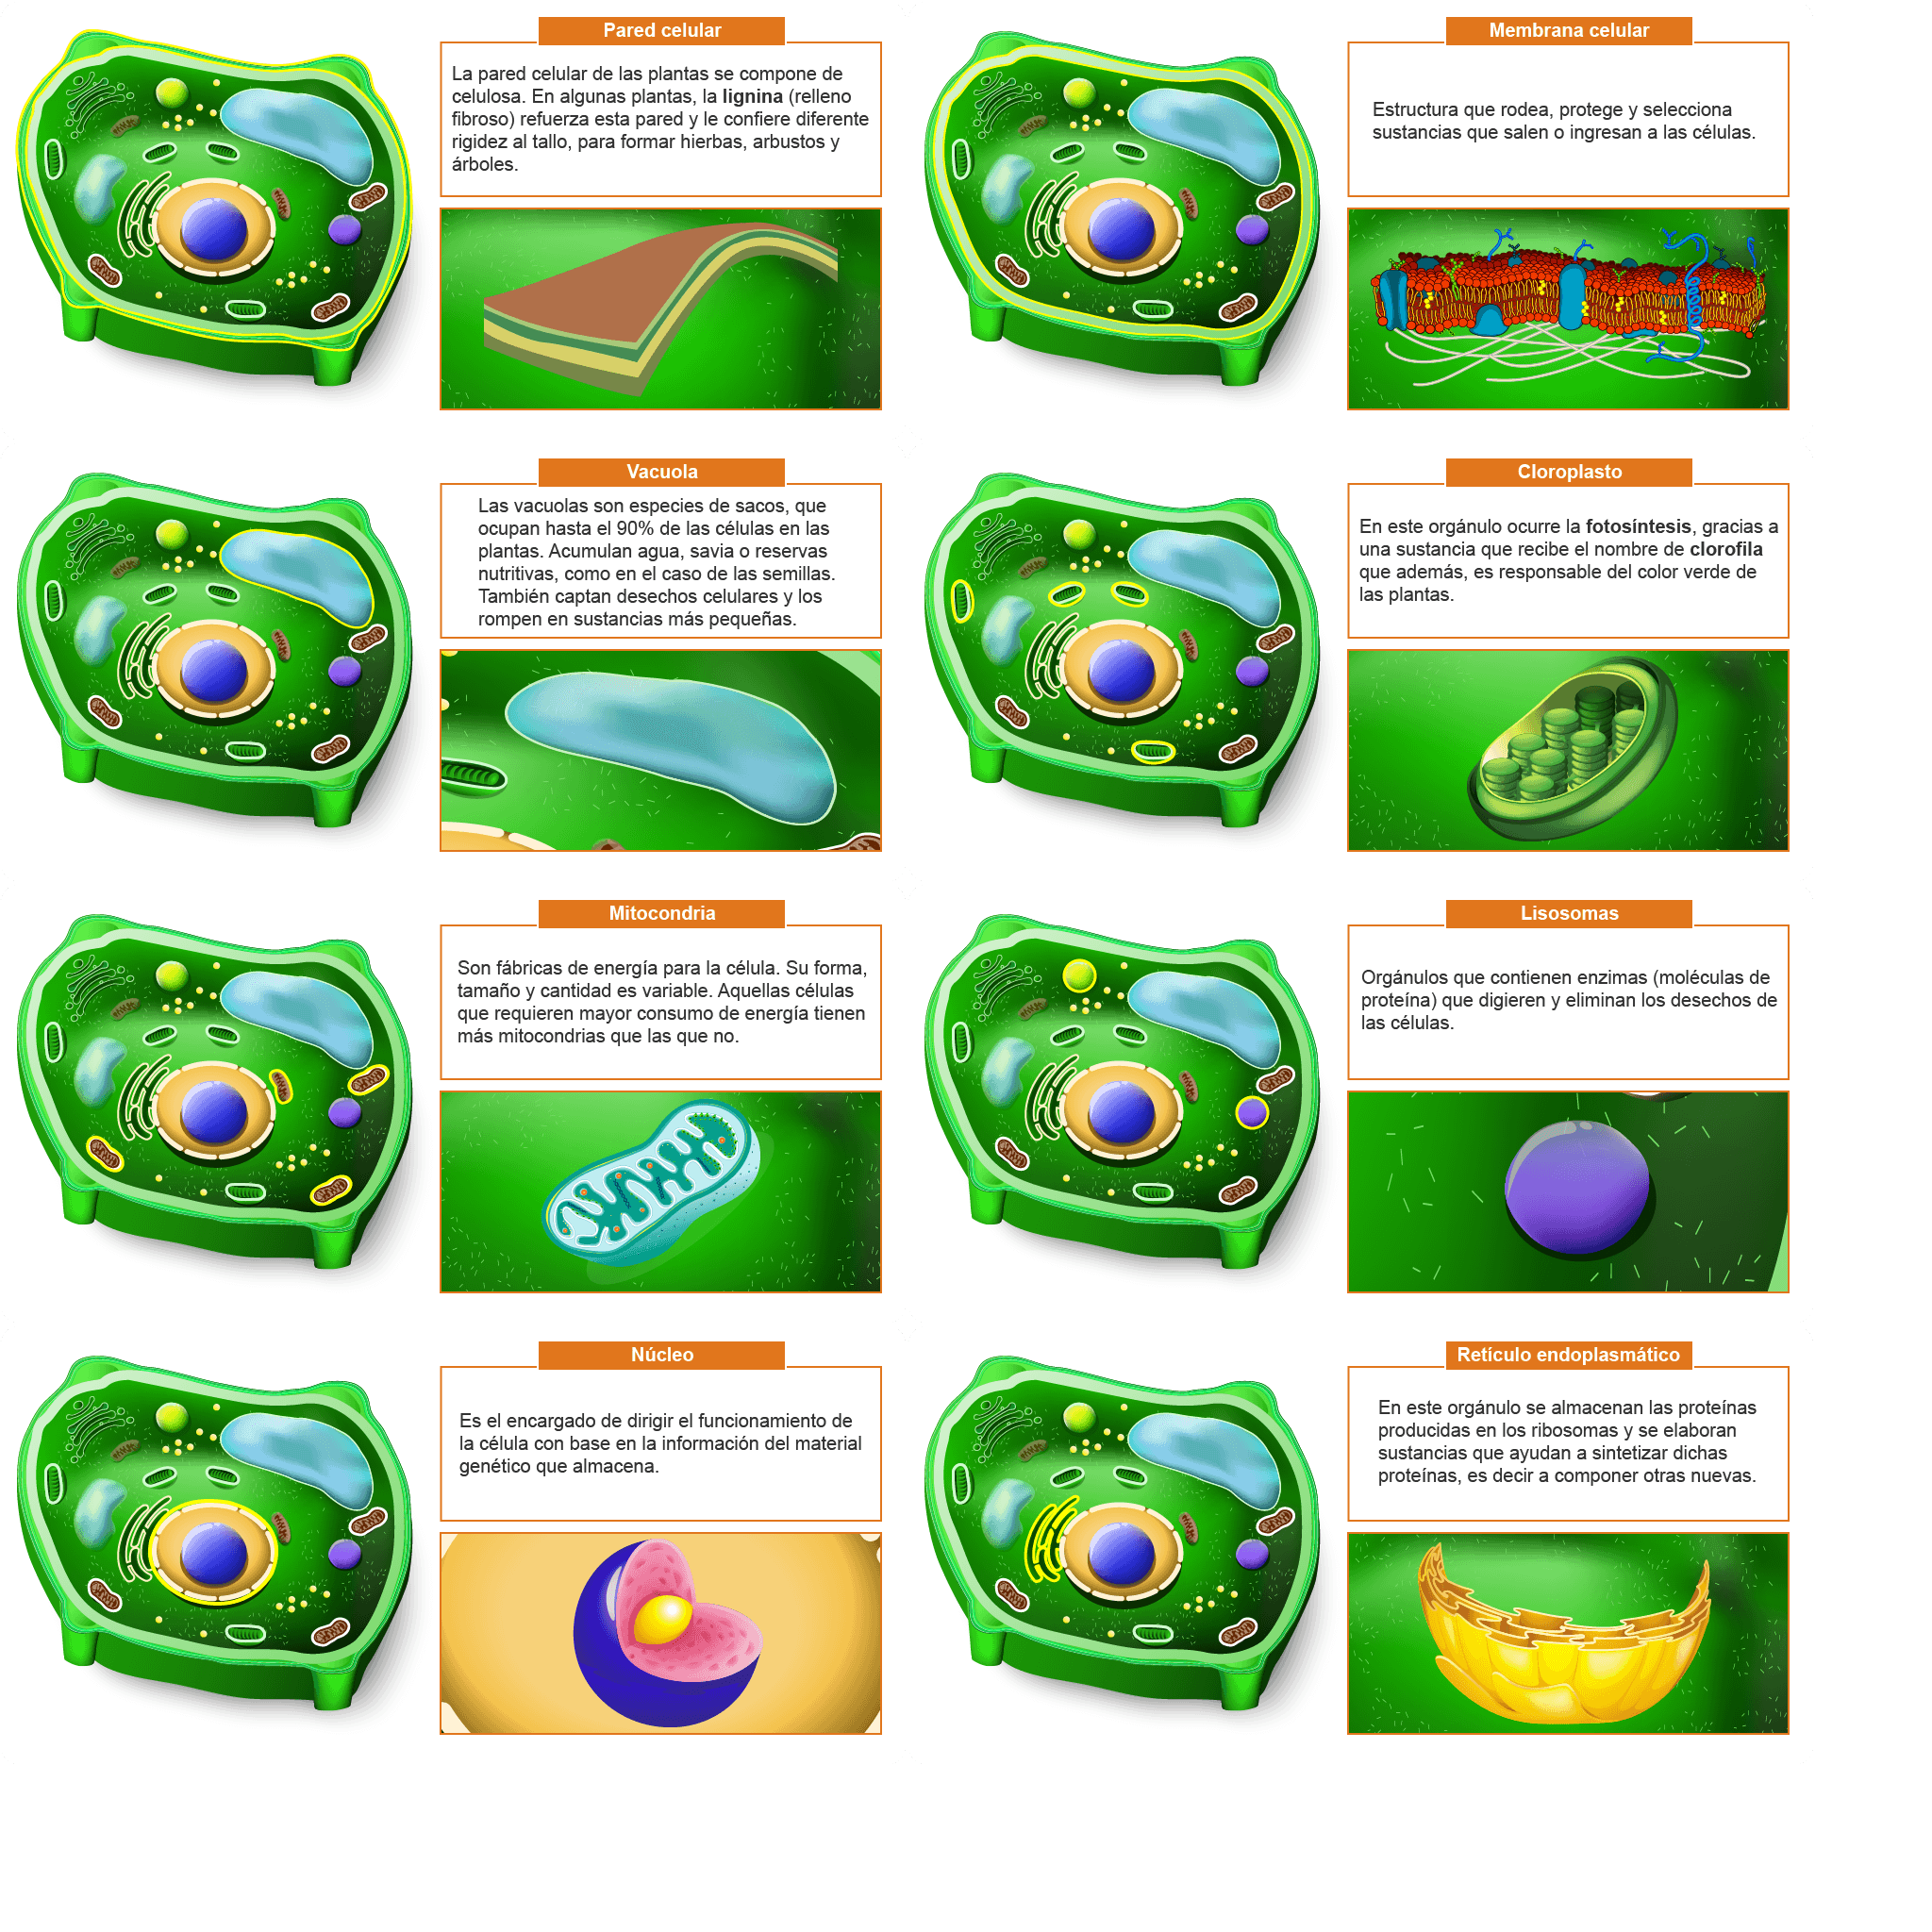 Pared celular
La pared celular de las plantas se compone de
celulosa. En algunas plantas, la lignina (relleno
fibroso) refuerza esta pared y le confiere diferente
rigidez al tallo, para formar hierbas, arbustos y
árboles.
Membrana celular
Estructura que rodea, protege y selecciona
sustancias que salen o ingresan a las células.
Vacuola
Las vacuolas son especies de sacos, que
ocupan hasta el 90% de las células en las
plantas. Acumulan agua, savia o reservas
nutritivas, como en el caso de las semillas.
También captan desechos celulares y los
rompen en sustancias más pequeñas.
Cloroplasto
En este orgánulo ocurre la fotosíntesis, gracias a
una sustancia que recibe el nombre de clorofila
que además, es responsable del color verde de
las plantas.
Mitocondria
Son fábricas de energía para la célula. Su forma,
tamaño y cantidad es variable. Aquellas células
que requieren mayor consumo de energía tienen
más mitocondrias que las que no.
Lisosomas
Orgánulos que contienen enzimas (moléculas de
proteína) que digieren y eliminan los desechos de
las células.
Núcleo
Es el encargado de dirigir el funcionamiento de
la célula con base en la información del material
genético que almacena.
Retículo endoplasmático
En este orgánulo se almacenan las proteínas
producidas en los ribosomas y se elaboran
sustancias que ayudan a sintetizar dichas
proteínas, es decir a componer otras nuevas.